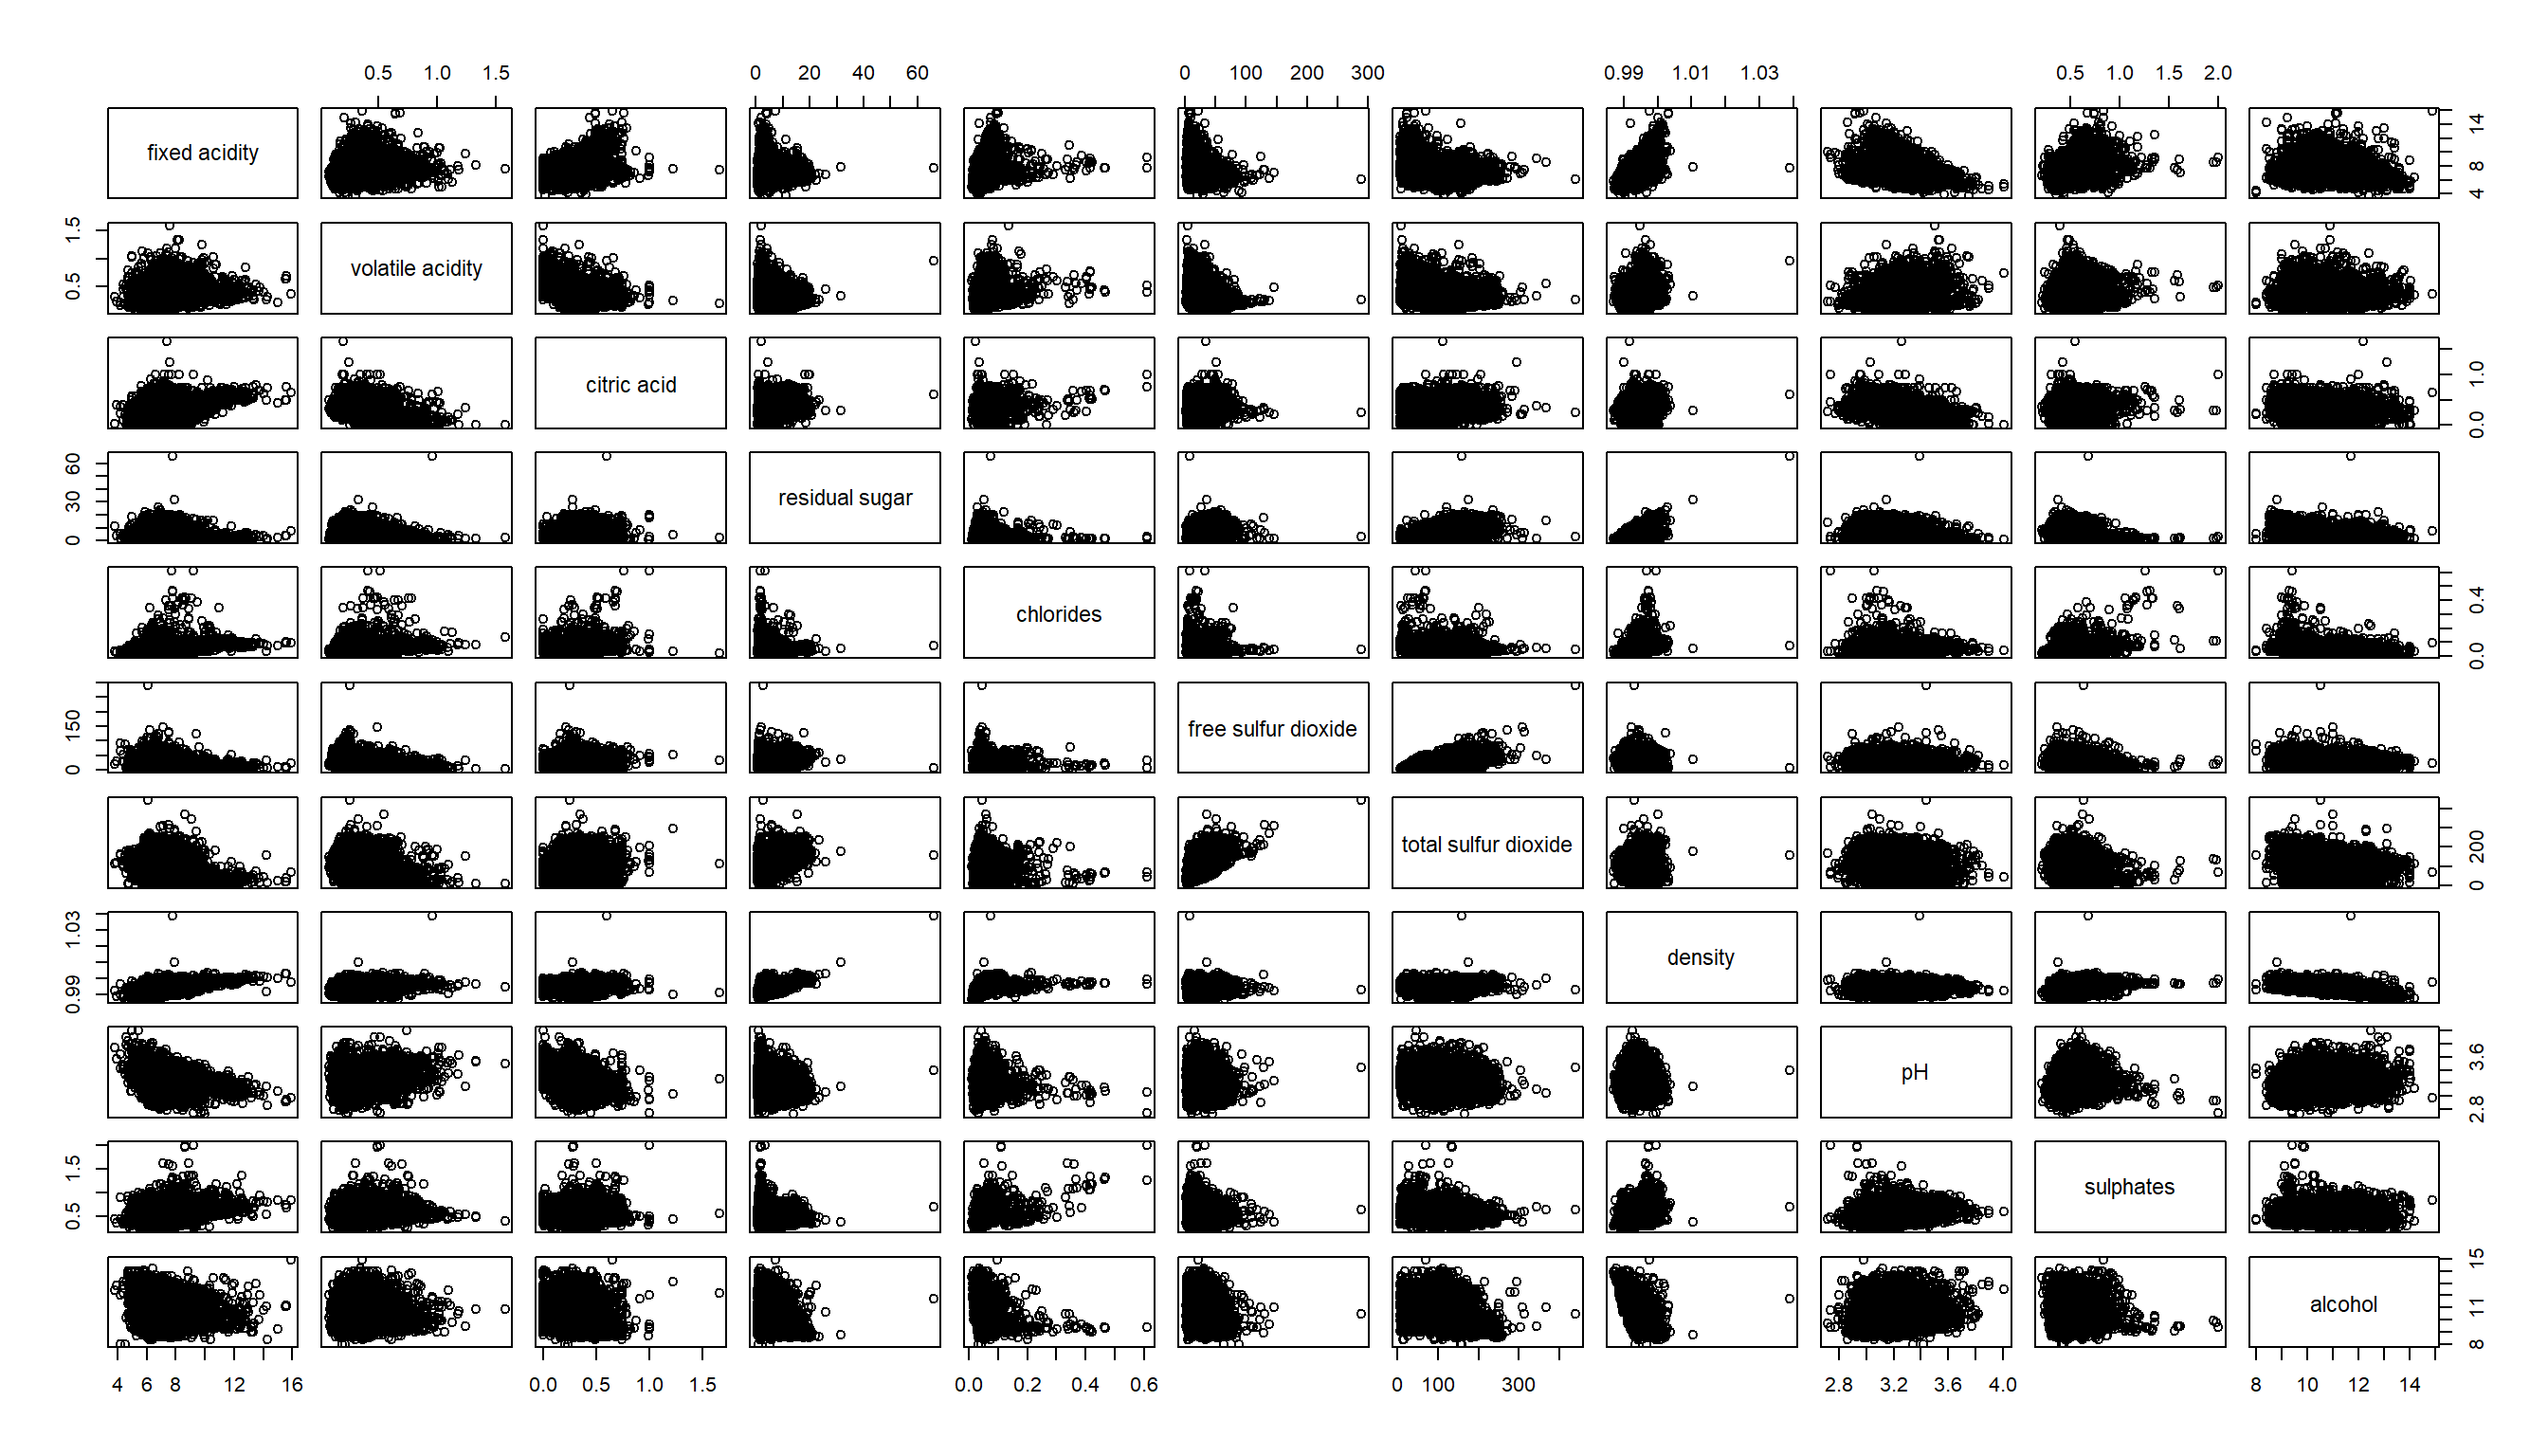 0.5 1.0 1.5 0 20 40 60 0 100 200 300 0.99 1.01 1.03 0.5 1.0 1.5 2.0
fixed acidity 4 8 14
0.5 1.5 volatile acidity
citric acid 0.0 1.0
0 30 60 residual sugar
chlorides 0.0 0.4
0 150 free sulfur dioxide
total sulfur dioxide 0 200
0.99 1.03 density
pH 2.8 3.6
0.5 1.5 sulphates
alcohol 8 11 15
4 6 8 12 16 0.0 0.5 1.0 1.5 0.0 0.2 0.4 0.6 0 100 300 2.8 3.2 3.6 4.0 8 10 12 14